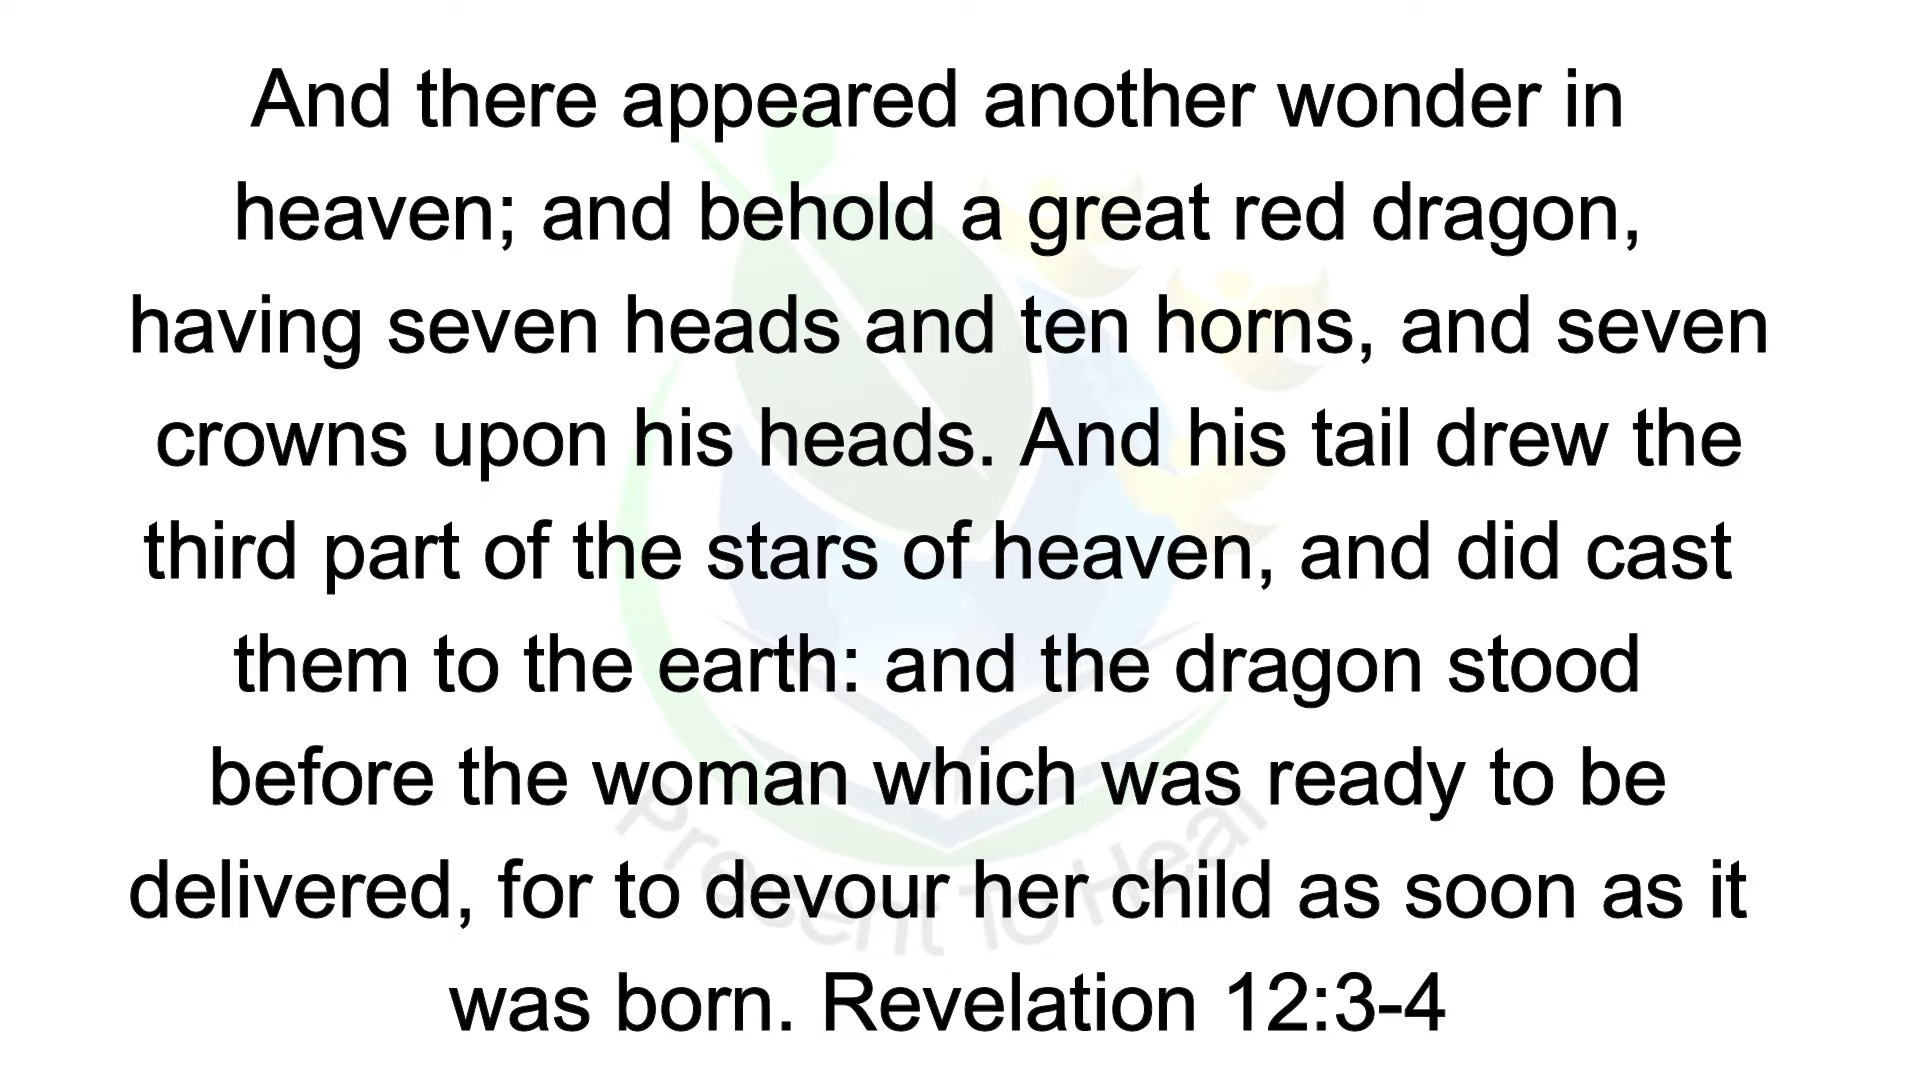 And there appeared another wonder in
heaven; and behold a great red dragon,
having seven heads and ten horns, and seven
crowns upon his heads. And his tail drew the
third part of the stars of heaven, and did cast
them to the earth: and the dragon stood
before the woman which was ready to be
delivered, for to devour her child as soon as it
was born. Revelation 12:3-4
Present To Heal